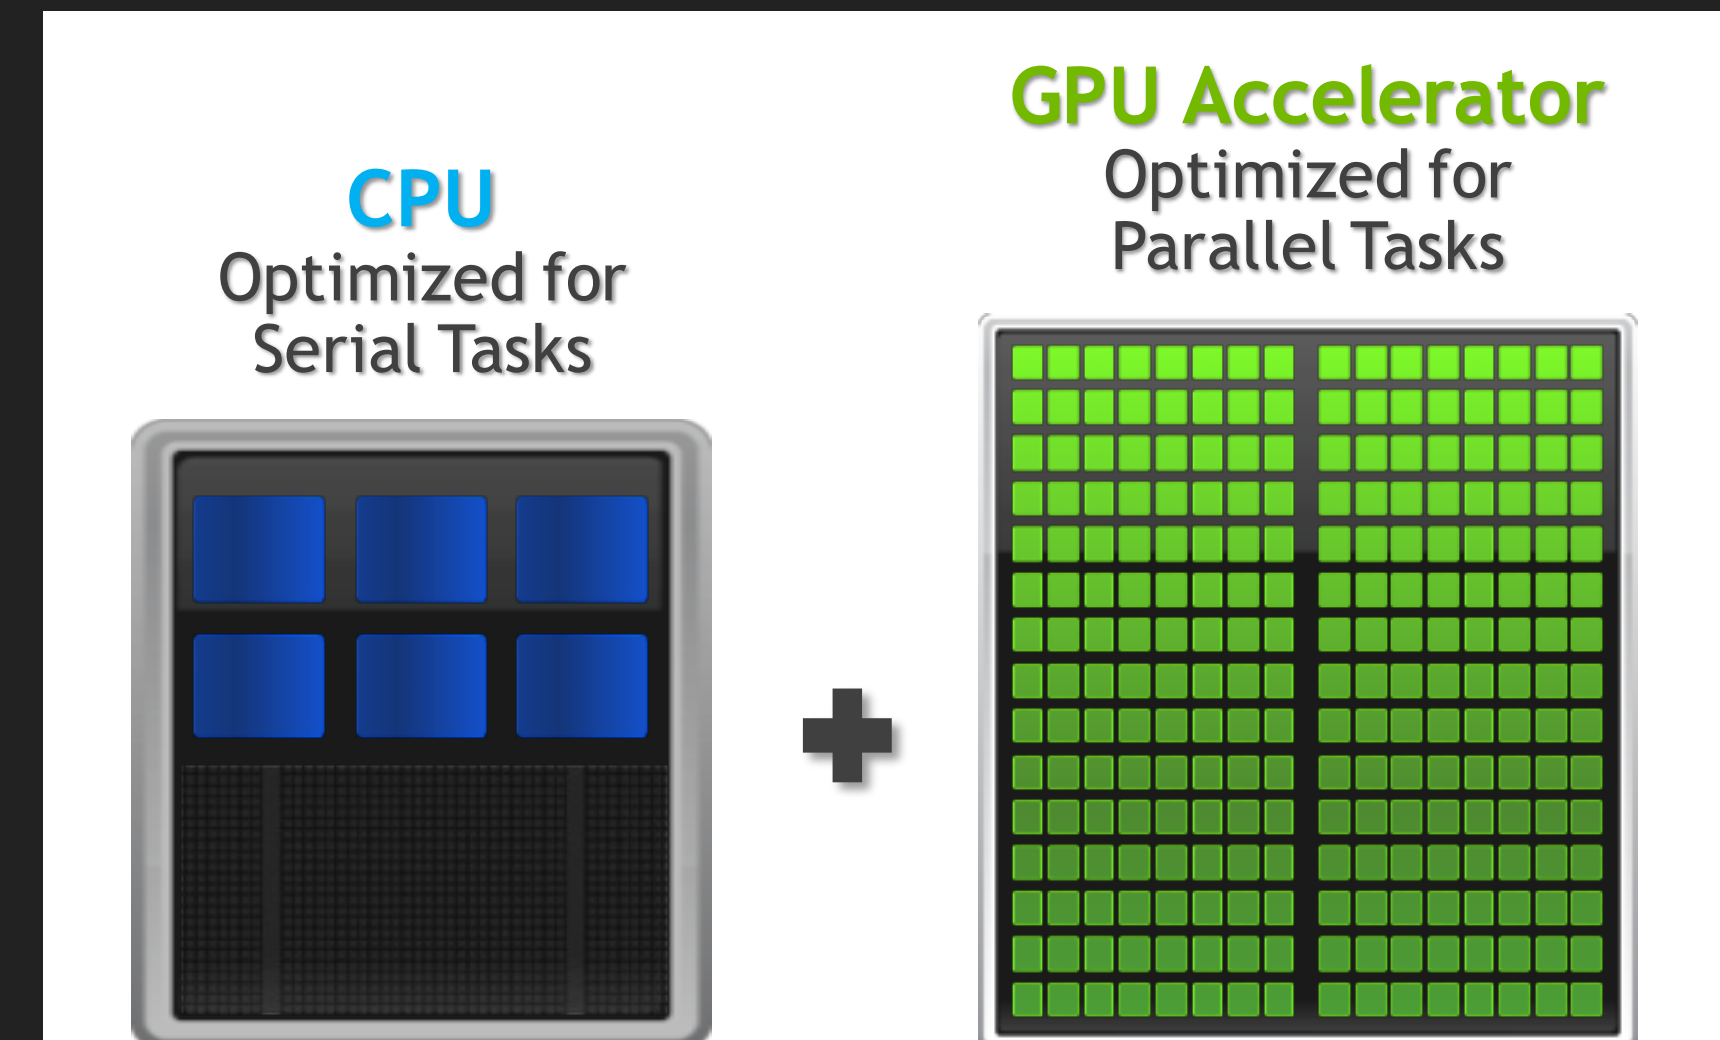 CPU
Optimized for
Serial Tasks
GPU Accelerator
Optimized for
Parallel Tasks